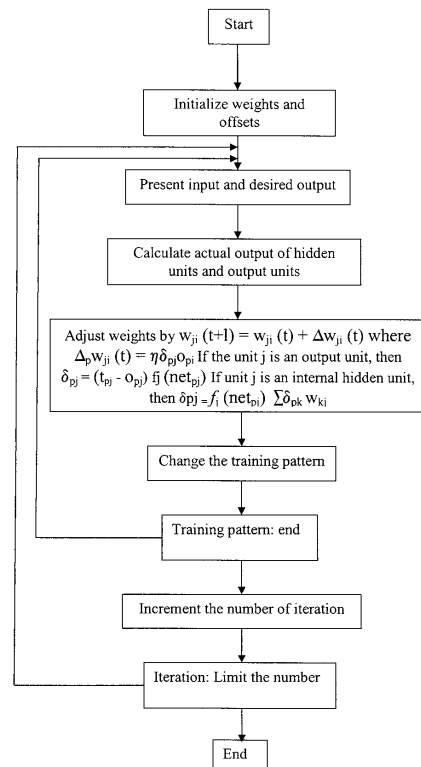 Start
Initialize weights and
offsets
Present input and desired output
Calculate actual output of hidden
units and output units
Adjust weights by wji (t+l) = wji (t) + Δwji (t) where
Δpwji (t) = ηδpjopi If the unit j is an output unit, then
δpj = (tpj - opj) fj (netpj) If unit j is an internal hidden unit,
then δpj = fj (netpj) ∑δpk wkj
Change the training pattern
Training pattern: end
Increment the number of iteration
Iteration: Limit the number
End